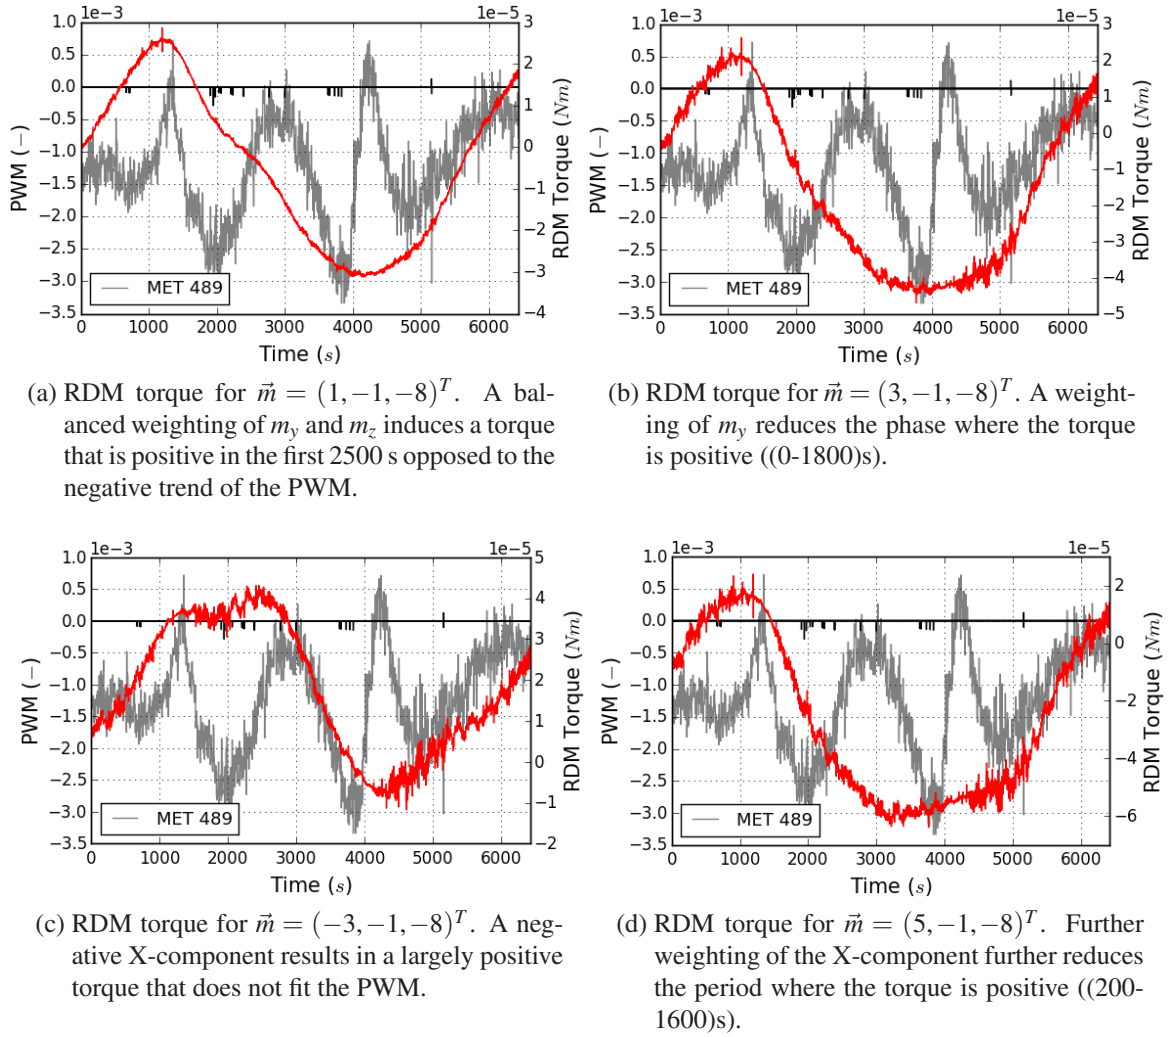 1e−3
1e−5
1.0
0.5
0.0
−0.5
−1.0
−1.5
−2.0
−2.5
−3.0
−3.5
PWM (−)
3
2
1
0
−1
−2
−3
−4
RDM Torque (Nm)
MET 489
0 1000 2000 3000 4000 5000 6000
Time (s)
(a) RDM torque for m⃗ = (1,−1,−8)^T. A bal-
anced weighting of m_y and m_z induces a torque
that is positive in the first 2500 s opposed to the
negative trend of the PWM.
1e−3
1e−5
1.0
0.5
0.0
−0.5
−1.0
−1.5
−2.0
−2.5
−3.0
−3.5
PWM (−)
3
2
1
0
−1
−2
−3
−4
−5
RDM Torque (Nm)
MET 489
0 1000 2000 3000 4000 5000 6000
Time (s)
(b) RDM torque for m⃗ = (3,−1,−8)^T. A weight-
ing of m_y reduces the phase where the torque
is positive ((0-1800)s).
1e−3
1e−5
1.0
0.5
0.0
−0.5
−1.0
−1.5
−2.0
−2.5
−3.0
−3.5
PWM (−)
5
4
3
2
1
0
−1
−2
RDM Torque (Nm)
MET 489
0 1000 2000 3000 4000 5000 6000
Time (s)
(c) RDM torque for m⃗ = (−3,−1,−8)^T. A neg-
ative X-component results in a largely positive
torque that does not fit the PWM.
1e−3
1e−5
1.0
0.5
0.0
−0.5
−1.0
−1.5
−2.0
−2.5
−3.0
−3.5
PWM (−)
2
0
−2
−4
−6
RDM Torque (Nm)
MET 489
0 1000 2000 3000 4000 5000 6000
Time (s)
(d) RDM torque for m⃗ = (5,−1,−8)^T. Further
weighting of the X-component further reduces
the period where the torque is positive ((200-
1600)s).